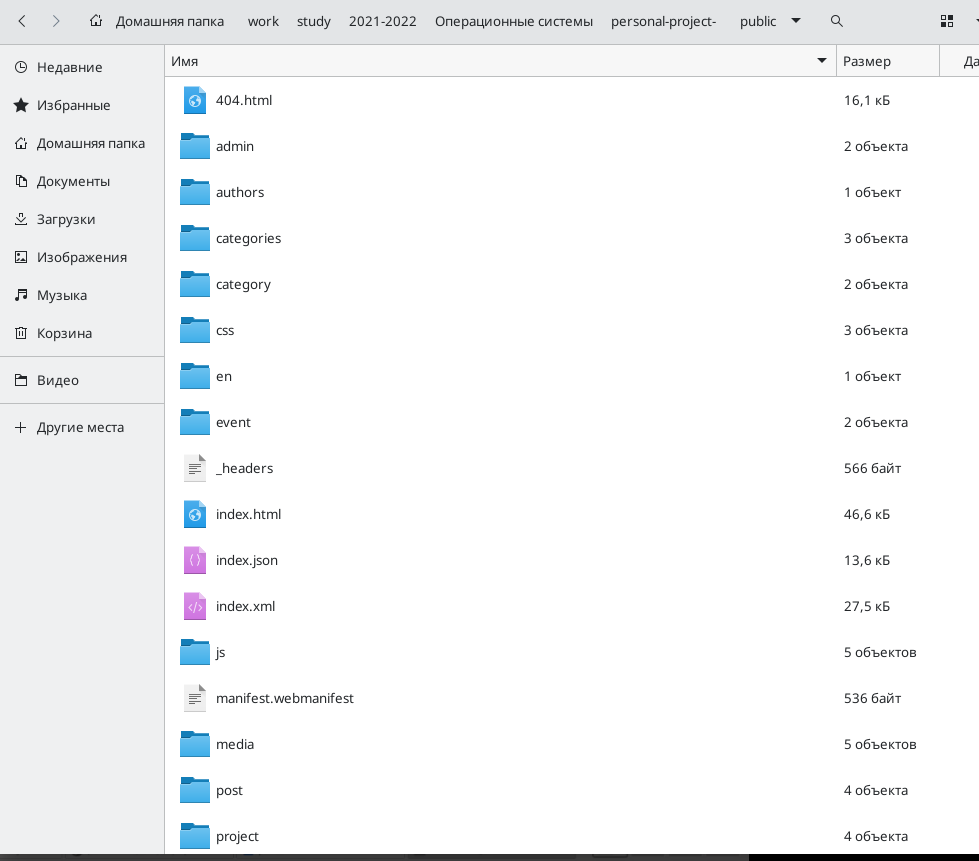 Домашняя папка work study 2021-2022 Операционные системы personal-project- public
Имя Размер
Недавние
Избранные
Домашняя папка
Документы
Загрузки
Изображения
Музыка
Корзина
Видео
Другие места
404.html 16,1 кБ
admin 2 объекта
authors 1 объект
categories 3 объекта
category 2 объекта
css 3 объекта
en 1 объект
event 2 объекта
_headers 566 байт
index.html 46,6 кБ
index.json 13,6 кБ
index.xml 27,5 кБ
js 5 объектов
manifest.webmanifest 536 байт
media 5 объектов
post 4 объекта
project 4 объекта